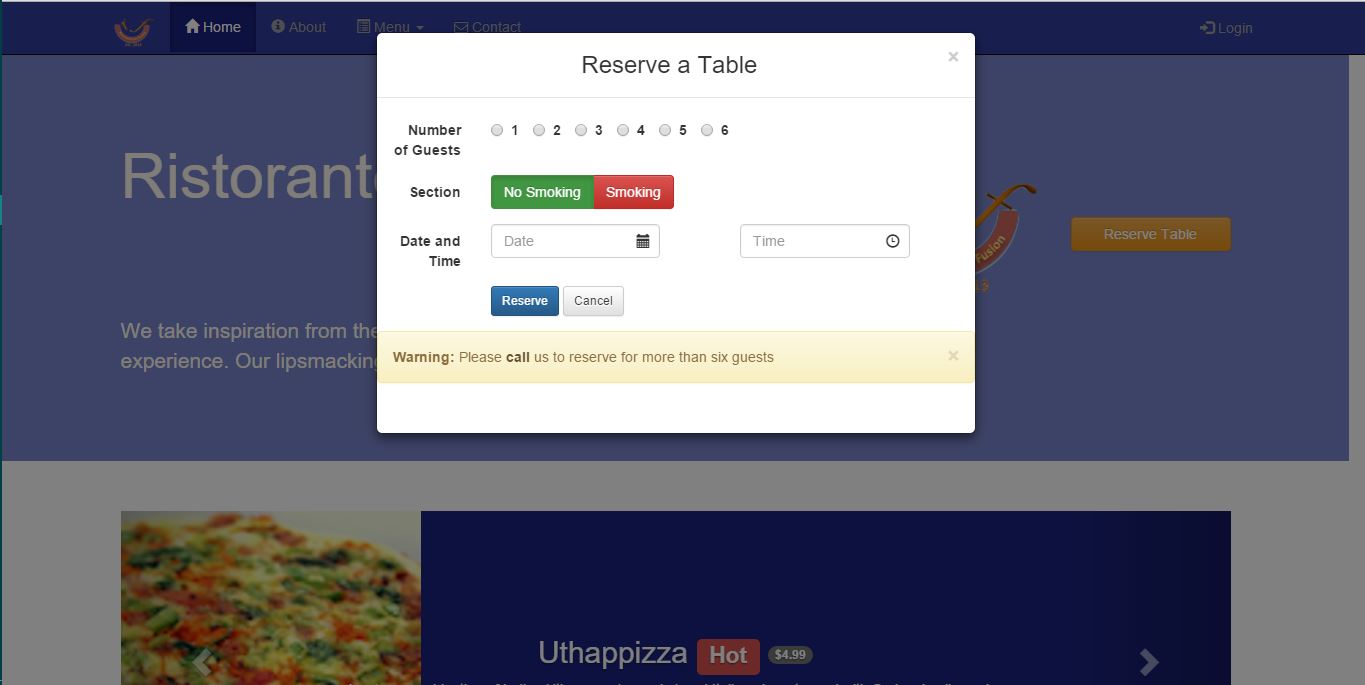 Home About Menu Contact Login
Reserve a Table
×
Number of Guests
1 2 3 4 5 6
Section
No Smoking Smoking
Date and Time
Date
Time
Reserve Cancel
Warning: Please call us to reserve for more than six guests
×
We take inspiration from the
experience. Our lipsmacking
Fusion
Reserve Table
Uthappizza Hot $4.99